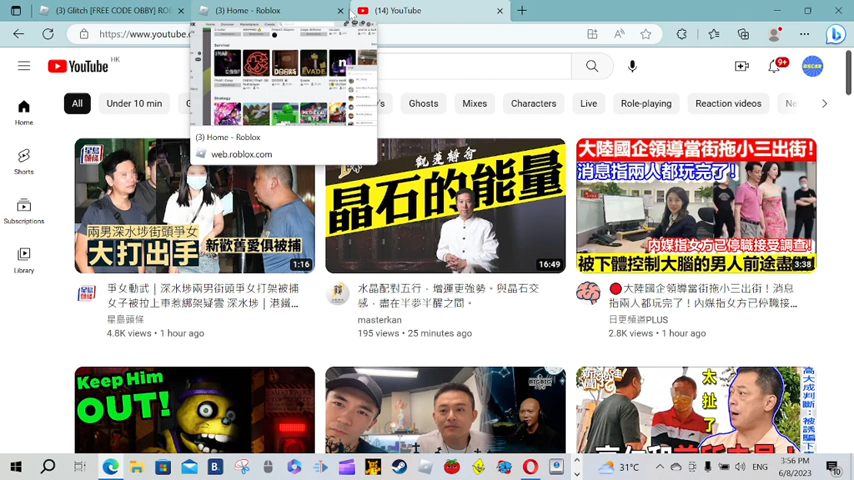 (3) Glitch [FREE CODE OBBY] RO
(3) Home - Roblox
(14) YouTube
https://www.youtube
(3) Home - Roblox
web.roblox.com
YouTube HK
9+
All
Under 10 min
Ghosts
Mixes
Characters
Live
Role-playing
Reaction videos
Home
Shorts
Subscriptions
Library
兩男深水埗街頭爭女
大打出手
新歡舊愛俱被捕
1:16
爭女動武｜深水埗兩男街頭爭女打架被捕
女子被拉上車惹綁架疑雲 深水埗｜港鐵...
星島頭條
4.8K views • 1 hour ago
晶石的能量
16:49
水晶配對五行，增運更強勢。與晶石交
感，盡在半夢半醒之間。
masterkan
195 views • 25 minutes ago
大陸國企領導當街拖小三出街!
消息指兩人都玩完了!
內媒指女方已停職接受調查!
被下體控制大腦的男人前途盡
3:38
大陸國企領導當街拖小三出街！消息
指兩人都玩完了！內媒指女方已停職接...
日更頻道PLUS
2.8K views • 1 hour ago
Keep Him
OUT!
太扯了
高大成判斷:被誘騙下
31°C
ENG
3:56 PM
6/8/2023
10